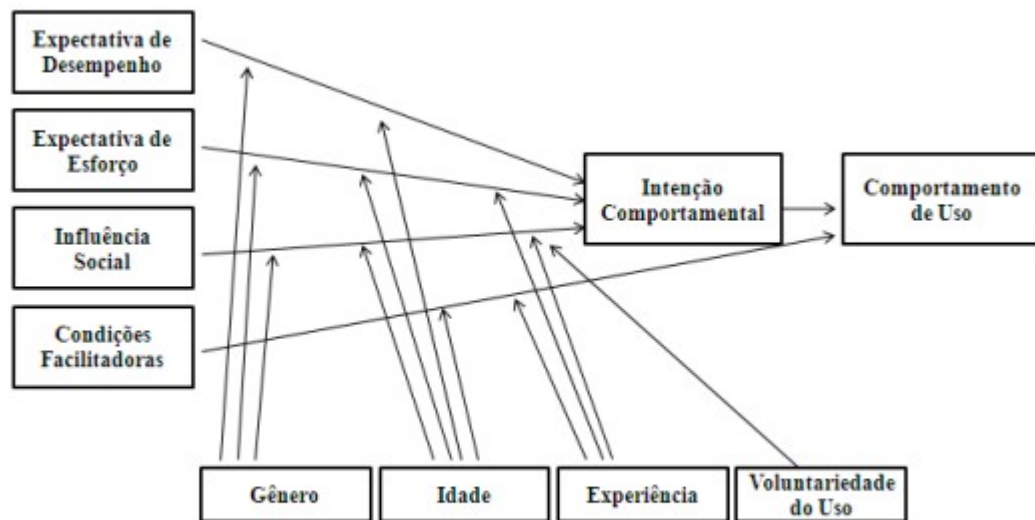 Expectativa de
Desempenho
Expectativa de
Esforço
Influência
Social
Condições
Facilitadoras
Intenção
Comportamental
Comportamento
de Uso
Gênero
Idade
Experiência
Voluntariedade
do Uso